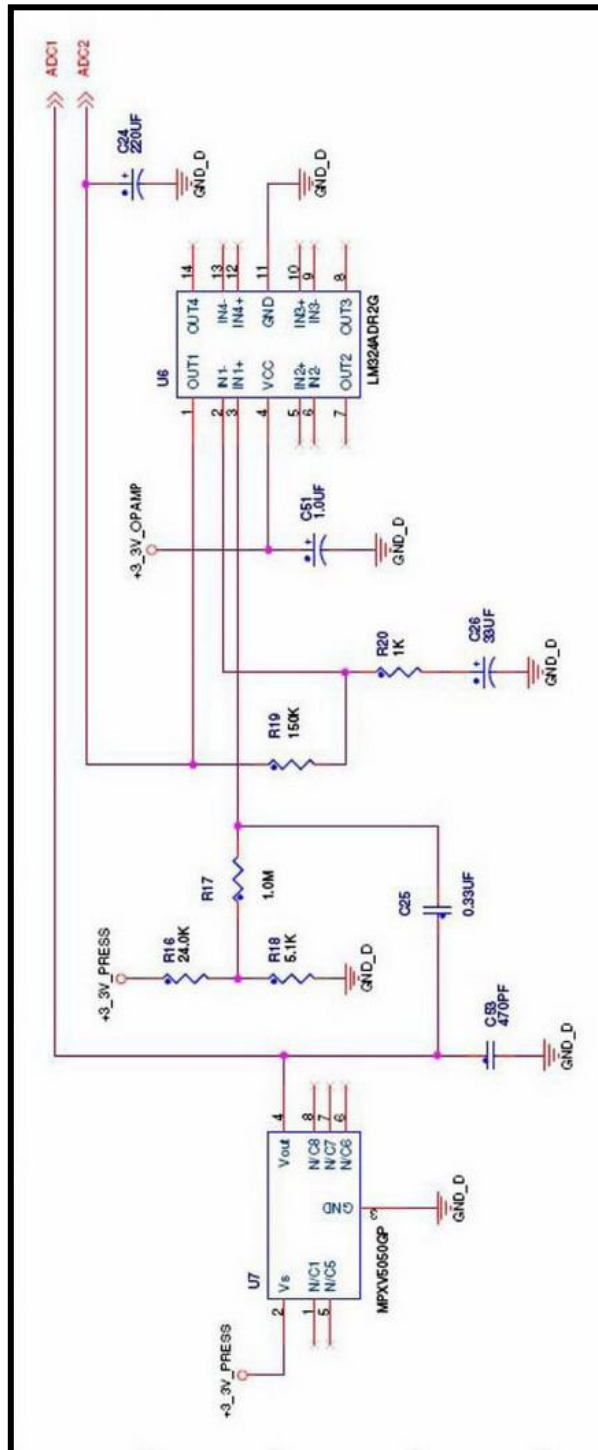 ADC1
ADC2
C24
220UF
GND_D
U6
1 OUT1 OUT4 14
2 IN1- IN4- 13
3 IN1+ IN4+ 12
4 VCC GND 11
5 IN2+ IN3+ 10
6 IN2- IN3- 9
7 OUT2 OUT3 8
LM324ADR2G
GND_D
+3_3V_OPAMP
C51
1.0UF
GND_D
R19
150K
R20
1K
C26
33UF
GND_D
+3_3V_PRESS
R16
24.0K
R17
1.0M
R18
5.1K
GND_D
C25
0.33UF
C53
470PF
GND_D
+3_3V_PRESS
U7
2 Vs Vout 4
1 N/C1 N/C8 8
5 N/C5 N/C7 7
N/C6 6
GND
3
MPXV5050GP
GND_D